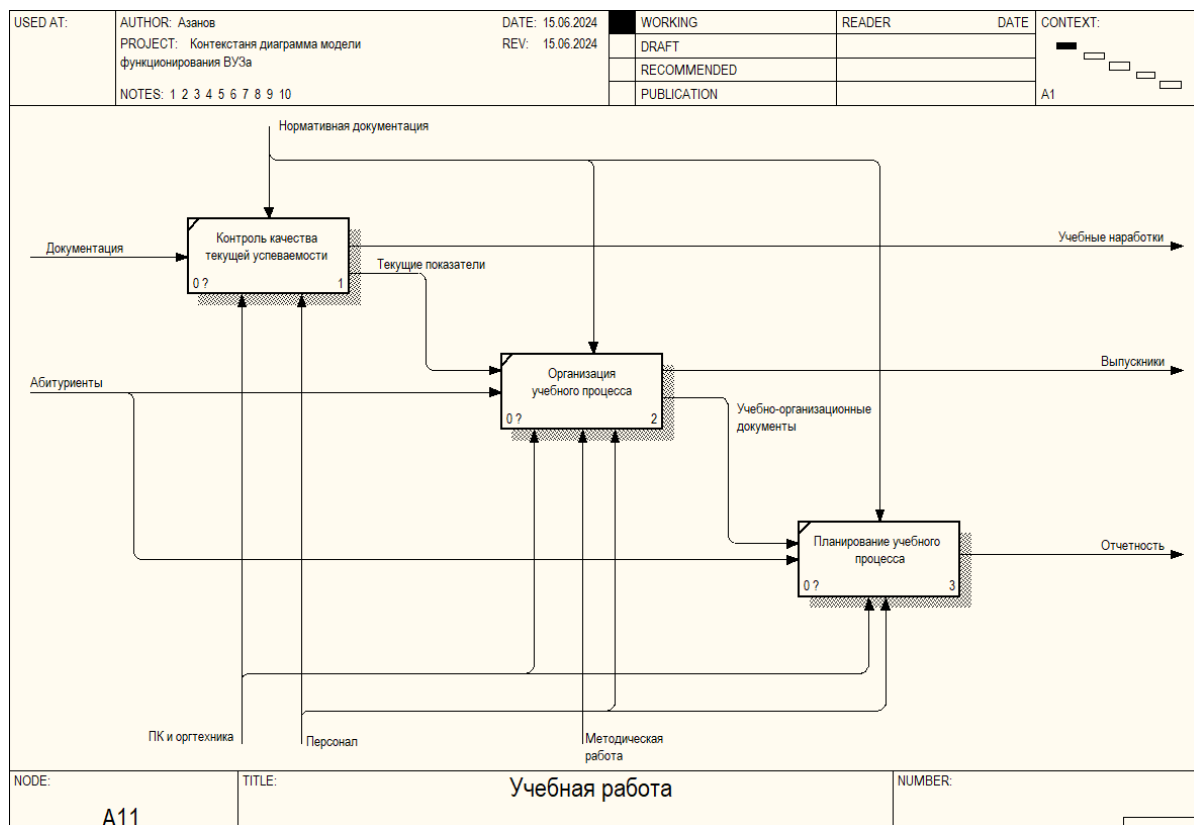 USED AT:
AUTHOR: Азанов
DATE: 15.06.2024
PROJECT: Контекстаня диаграмма модели
функционирования ВУЗа
REV: 15.06.2024
NOTES: 1 2 3 4 5 6 7 8 9 10
WORKING
DRAFT
RECOMMENDED
PUBLICATION
READER
DATE
CONTEXT:
A1
Нормативная документация
Документация
Контроль качества
текущей успеваемости
0 ?
1
Учебные наработки
Текущие показатели
Абитуриенты
Организация
учебного процесса
0 ?
2
Выпускники
Учебно-организационные
документы
Планирование учебного
процесса
0 ?
3
Отчетность
ПК и оргтехника
Персонал
Методическая
работа
NODE:
A11
TITLE:
Учебная работа
NUMBER: